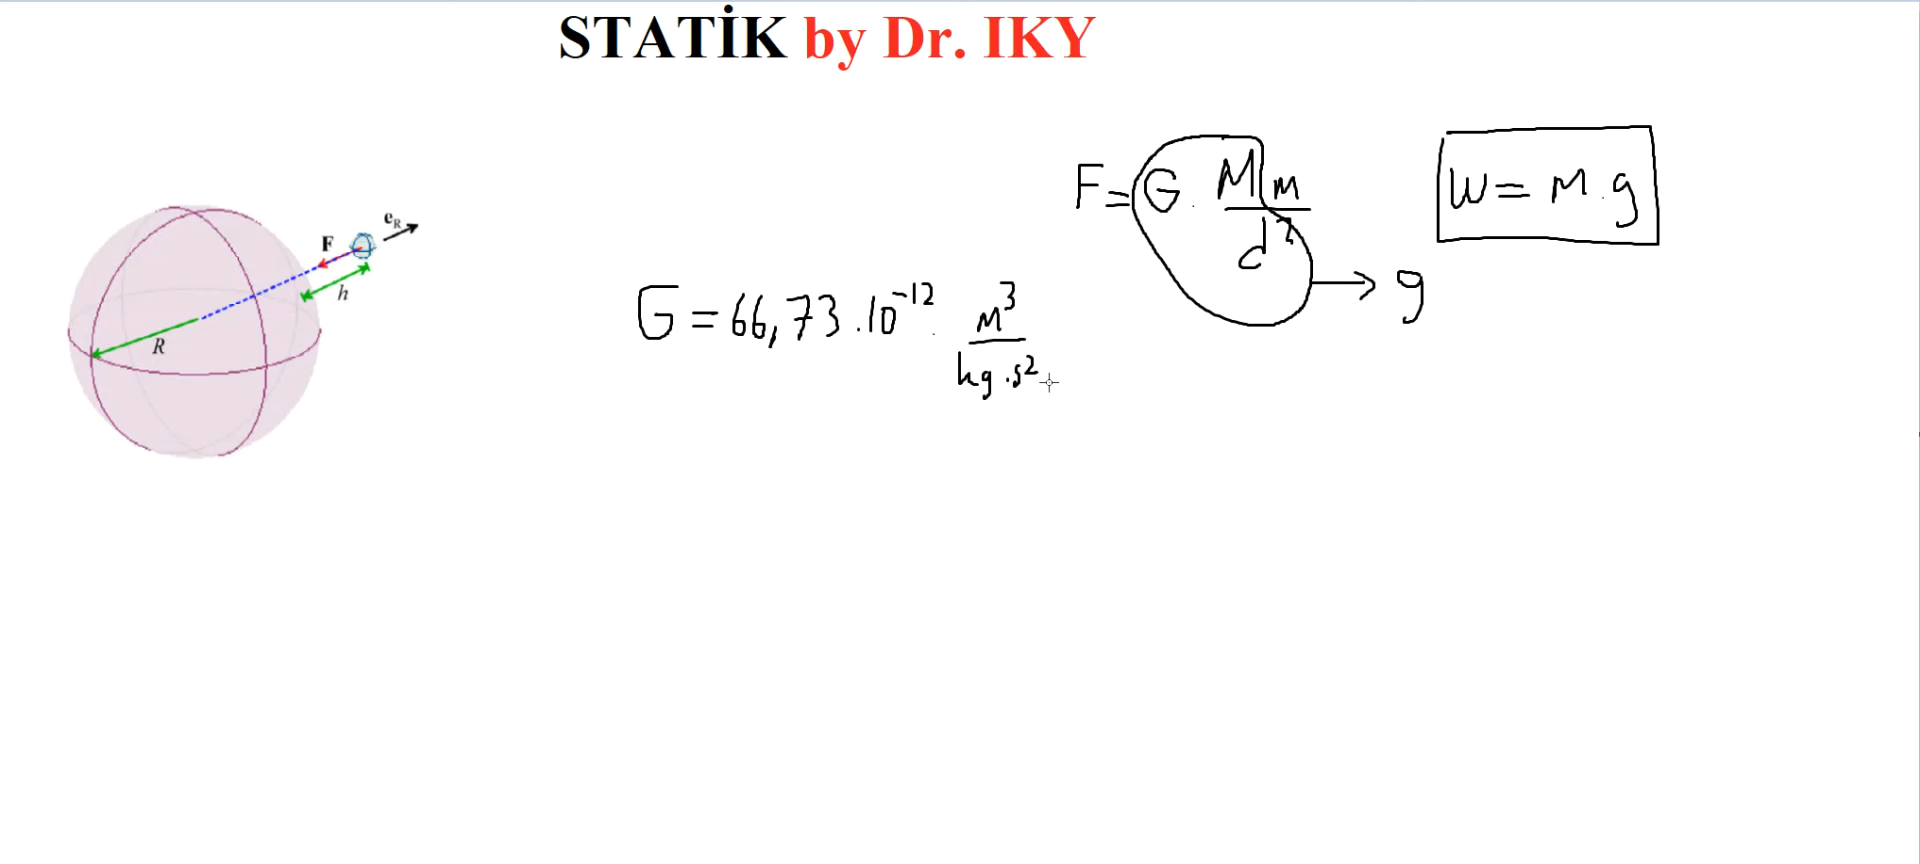 STATİK by Dr. IKY
F = G . M m / d²
→ g
W = m . g
e_R
F
h
R
G = 66,73 . 10⁻¹² . m³ / kg . s²